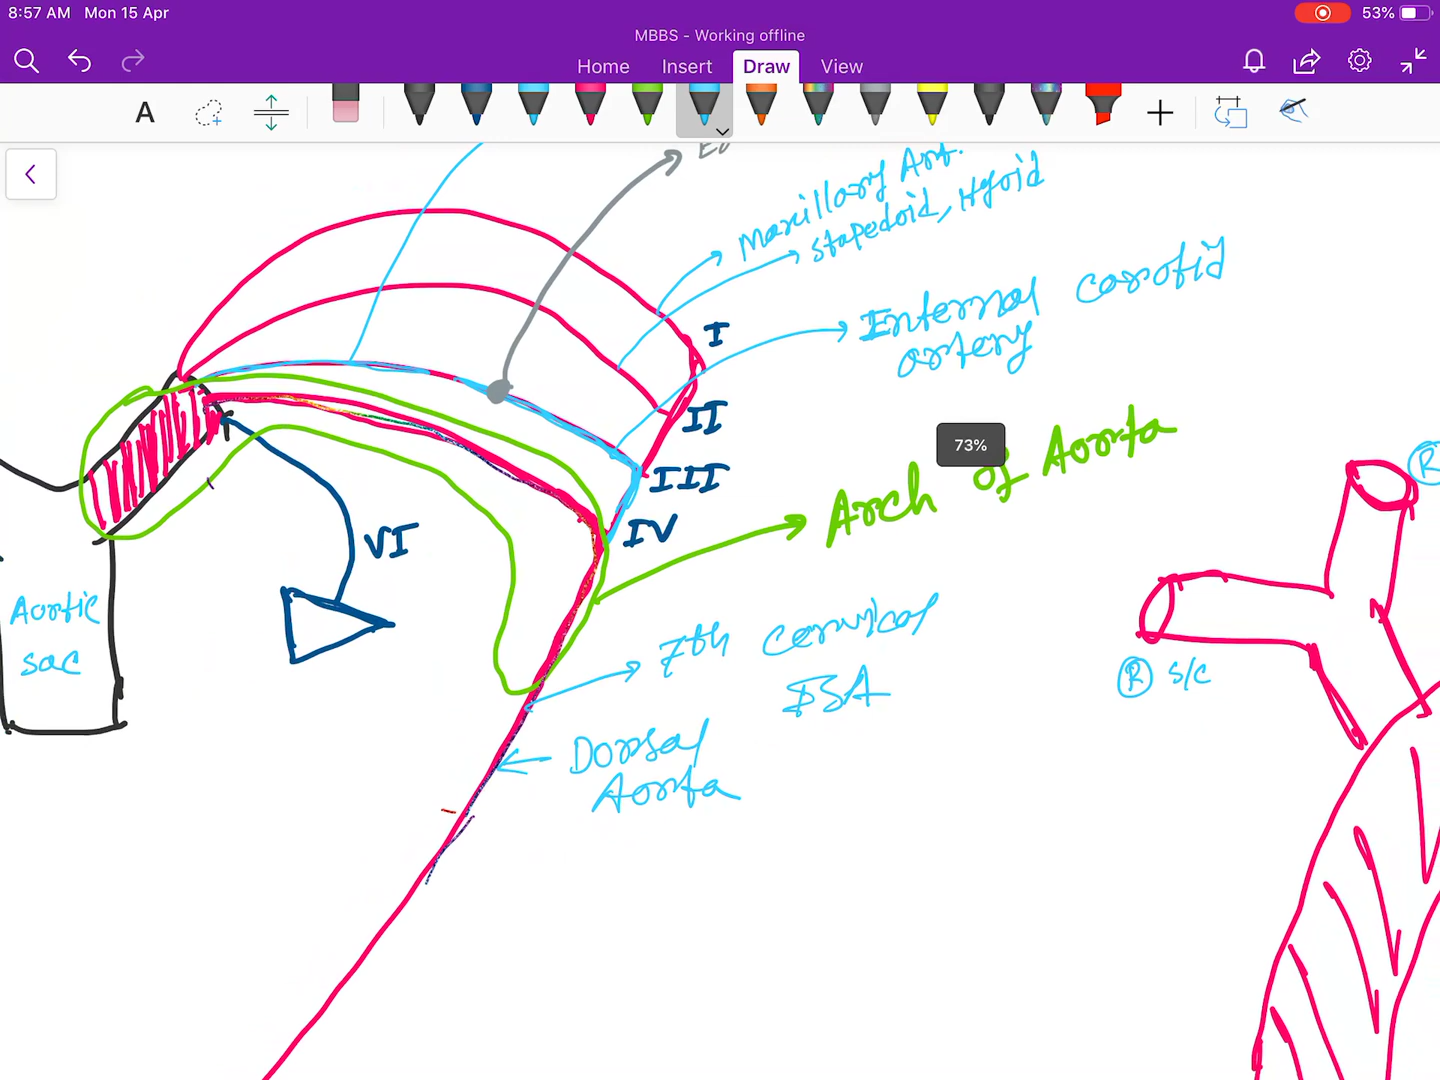 8:57 AM Mon 15 Apr
53%
MBBS - Working offline
Home Insert Draw View
A
Maxillary Art.
Stapedoid, Hyoid
Internal carotid
artery
I
II
III
IV
VI
73%
Arch of Aorta
R
Aortic
sac
7th cervical
ISA
R S/C
Dorsal
Aorta